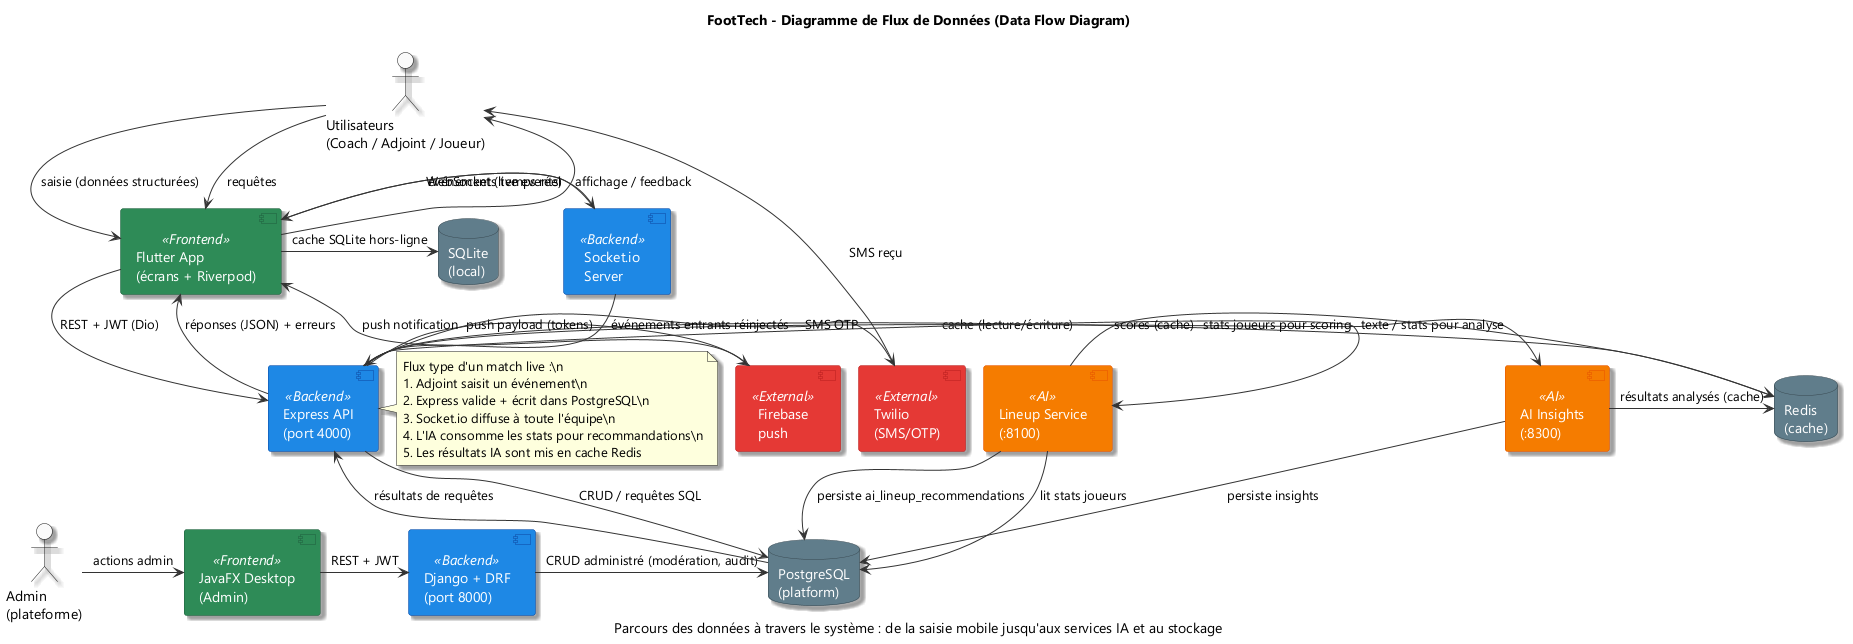 FootTech - Diagramme de Flux de Données (Data Flow Diagram)
Utilisateurs
(Coach / Adjoint / Joueur)
saisie (données structurées)
requêtes
WebSocket (temps réel)
affichage / feedback
SMS reçu
«Frontend»
Flutter App
(écrans + Riverpod)
cache SQLite hors-ligne
SQLite
(local)
«Backend»
Socket.io
Server
REST + JWT (Dio)
réponses (JSON) + erreurs
push notification
push payload (tokens)
événements entrants réinjectés
SMS OTP
cache (lecture/écriture)
scores (cache)
stats joueurs pour scoring
texte / stats pour analyse
«Backend»
Express API
(port 4000)
Flux type d'un match live :\n
1. Adjoint saisit un événement\n
2. Express valide + écrit dans PostgreSQL\n
3. Socket.io diffuse à toute l'équipe\n
4. L'IA consomme les stats pour recommandations\n
5. Les résultats IA sont mis en cache Redis
«External»
Firebase
push
«External»
Twilio
(SMS/OTP)
«AI»
Lineup Service
(:8100)
«AI»
AI Insights
(:8300)
résultats analysés (cache)
Redis
(cache)
résultats de requêtes
CRUD / requêtes SQL
persiste ai_lineup_recommendations
lit stats joueurs
persiste insights
Admin
(plateforme)
actions admin
«Frontend»
JavaFX Desktop
(Admin)
REST + JWT
«Backend»
Django + DRF
(port 8000)
CRUD administré (modération, audit)
PostgreSQL
(platform)
Parcours des données à travers le système : de la saisie mobile jusqu'aux services IA et au stockage